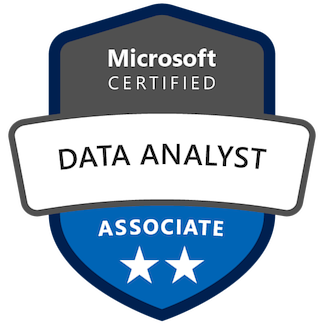 Microsoft
CERTIFIED
DATA ANALYST
ASSOCIATE